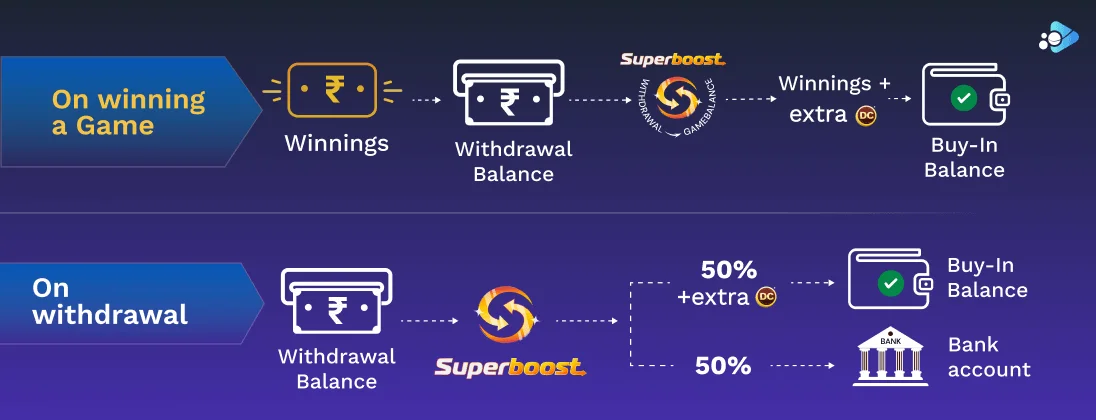 On winning
a Game
₹
Winnings
₹
Withdrawal
Balance
Superboost
WITHDRAWAL
GAMEBALANCE
Winnings +
extra DC
Buy-In
Balance
On
withdrawal
₹
Withdrawal
Balance
Superboost
50%
+extra DC
Buy-In
Balance
50%
BANK
Bank
account